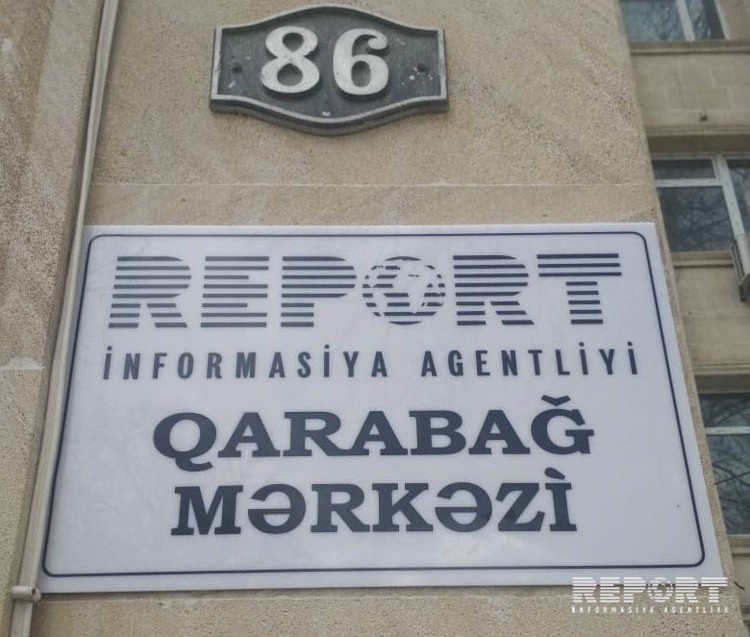 86
REPORT
İNFORMASİYA AGENTLİYİ
QARABAĞ
MƏRKƏZİ
REPORT
İNFORMASİYA AGENTLİYİ